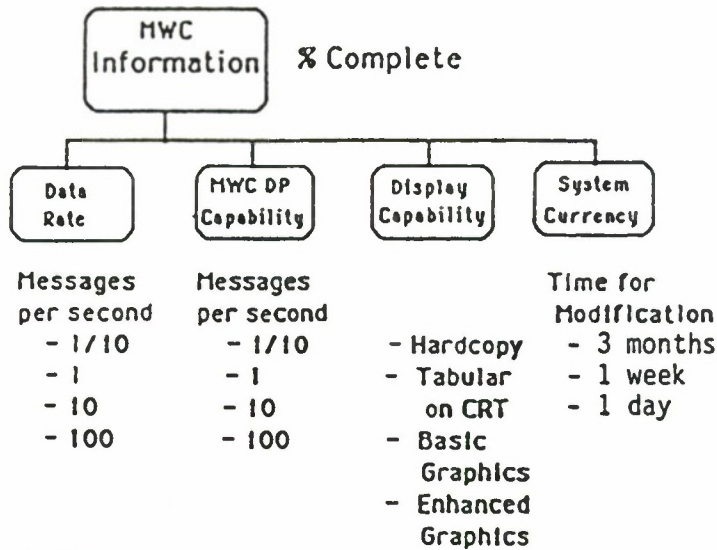 MWC
Information
% Complete
Data
Rate
MWC DP
Capability
Display
Capability
System
Currency
Messages
per second
- 1/10
- 1
- 10
- 100
Messages
per second
- 1/10
- 1
- 10
- 100
- Hardcopy
- Tabular
on CRT
- Basic
Graphics
- Enhanced
Graphics
Time for
Modification
- 3 months
- 1 week
- 1 day